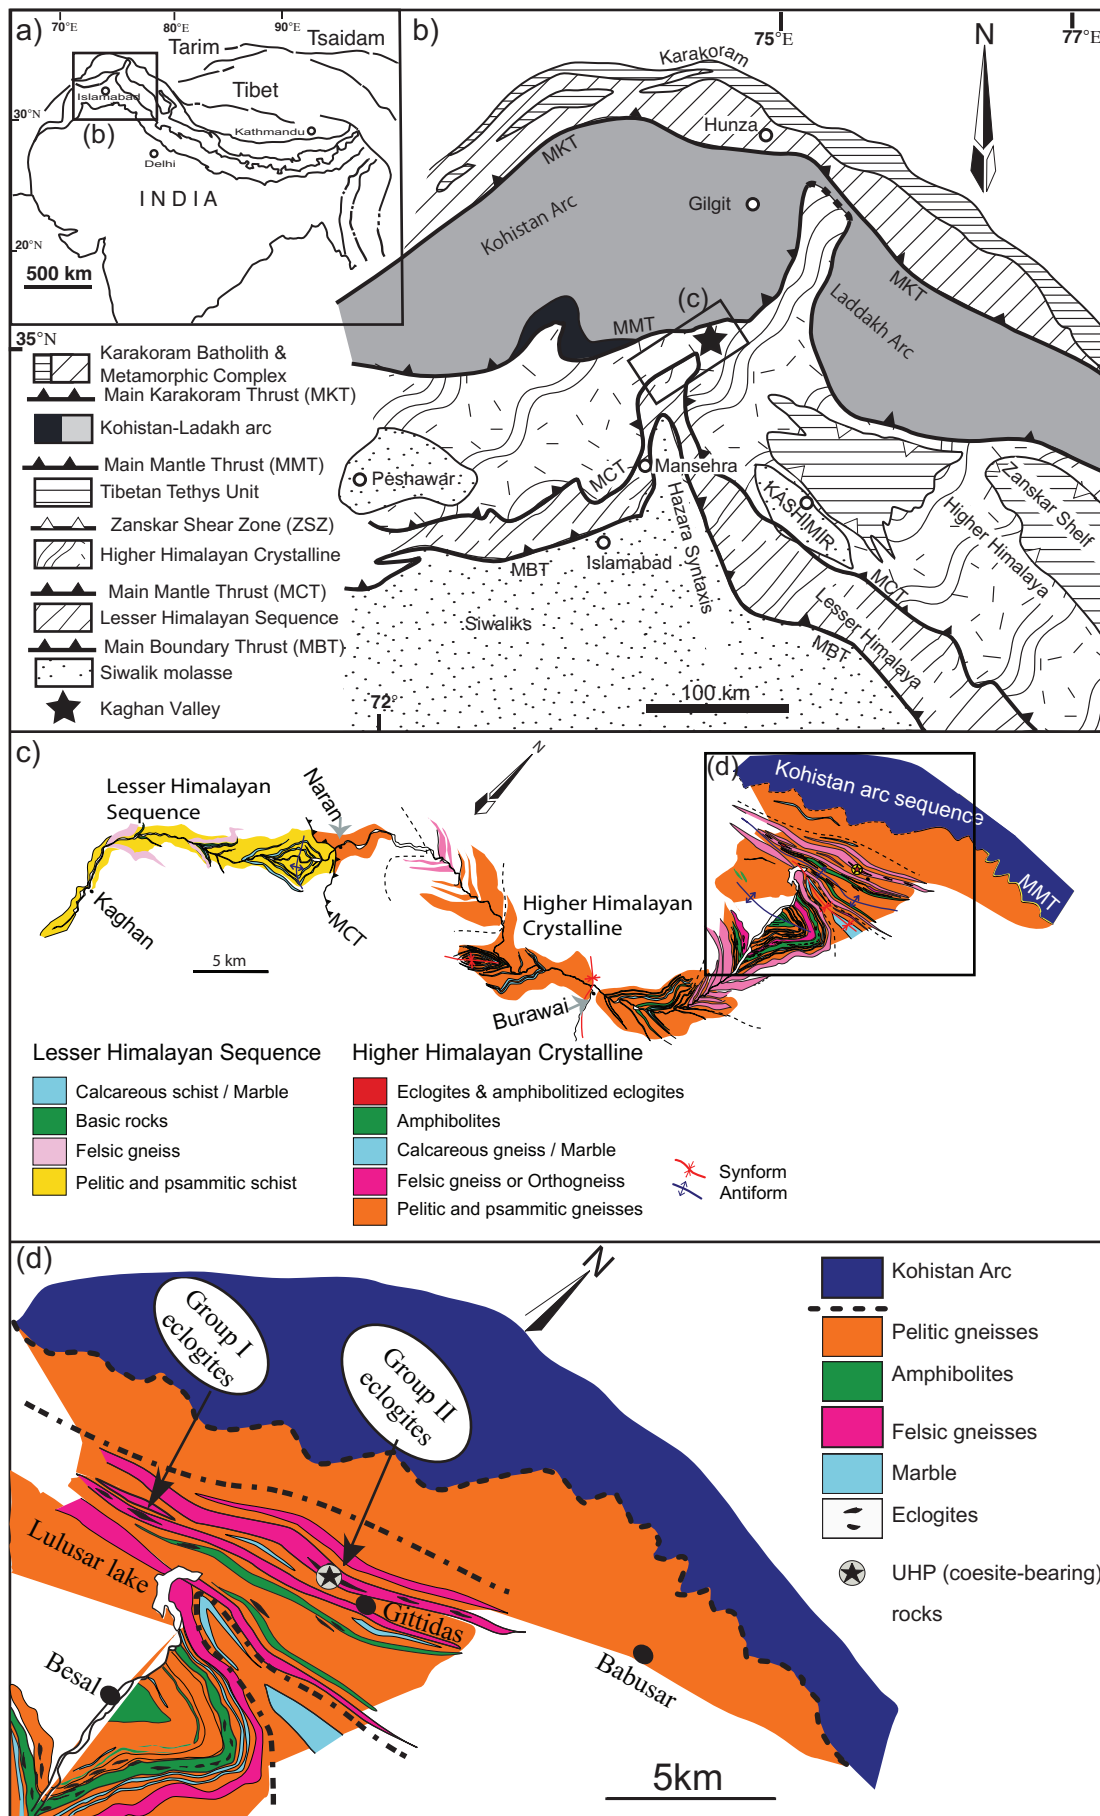 a)
70°E
80°E
90°E
Tarim
Tsaidam
Tibet
Islamabad
30°N
(b)
Kathmandu
Delhi
INDIA
20°N
500 km
b)
75°E
77°E
N
Karakoram
Hunza
MKT
Gilgit
Kohistan Arc
(c)
MKT
MMT
Laddakh Arc
35°N
Peshawar
MCT
Mansehra
KASHIMIR
Zanskar Shelf
Higher Himalaya
Hazara Syntaxis
MBT
Islamabad
MCT
Siwaliks
Lesser Himalaya
MBT
72°
100 km
Karakoram Batholith &
Metamorphic Complex
Main Karakoram Thrust (MKT)
Kohistan-Ladakh arc
Main Mantle Thrust (MMT)
Tibetan Tethys Unit
Zanskar Shear Zone (ZSZ)
Higher Himalayan Crystalline
Main Mantle Thrust (MCT)
Lesser Himalayan Sequence
Main Boundary Thrust (MBT)
Siwalik molasse
Kaghan Valley
c)
N
(d)
Kohistan arc sequence
MMT
Lesser Himalayan
Sequence
Naran
Kaghan
MCT
5 km
Higher Himalayan
Crystalline
Burawai
Lesser Himalayan Sequence
Calcareous schist / Marble
Basic rocks
Felsic gneiss
Pelitic and psammitic schist
Higher Himalayan Crystalline
Eclogites & amphibolitized eclogites
Amphibolites
Calcareous gneiss / Marble
Felsic gneiss or Orthogneiss
Pelitic and psammitic gneisses
Synform
Antiform
(d)
N
Group I
eclogites
Group II
eclogites
Lulusar lake
Gittidas
Besal
Babusar
5km
Kohistan Arc
Pelitic gneisses
Amphibolites
Felsic gneisses
Marble
Eclogites
UHP (coesite-bearing)
rocks